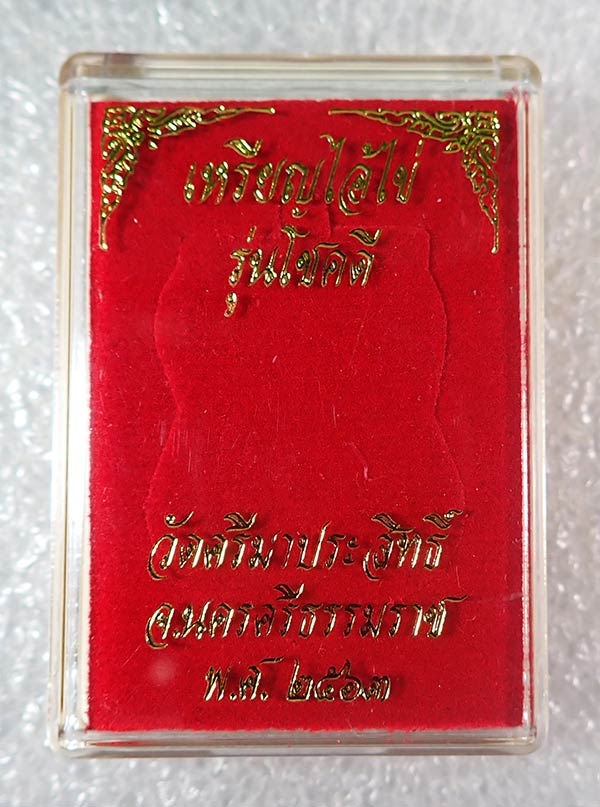 เหรียญไอ้ไข่
รุ่นโชคดี
วัดศรีมาประสิทธิ์
จ.นครศรีธรรมราช
พ.ศ. ๒๕๖๓